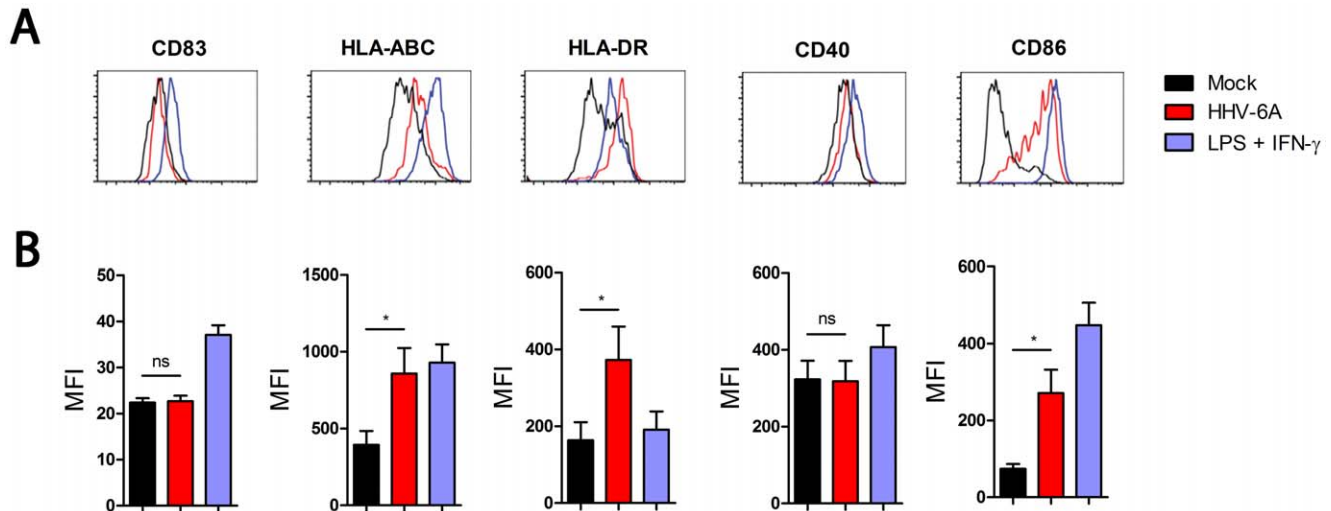 A
CD83
HLA-ABC
HLA-DR
CD40
CD86
Mock
HHV-6A
LPS + IFN-γ
B
MFI
50
40
30
20
10
0
ns
MFI
1500
1000
500
0
*
MFI
600
400
200
0
*
MFI
600
400
200
0
ns
MFI
600
400
200
0
*